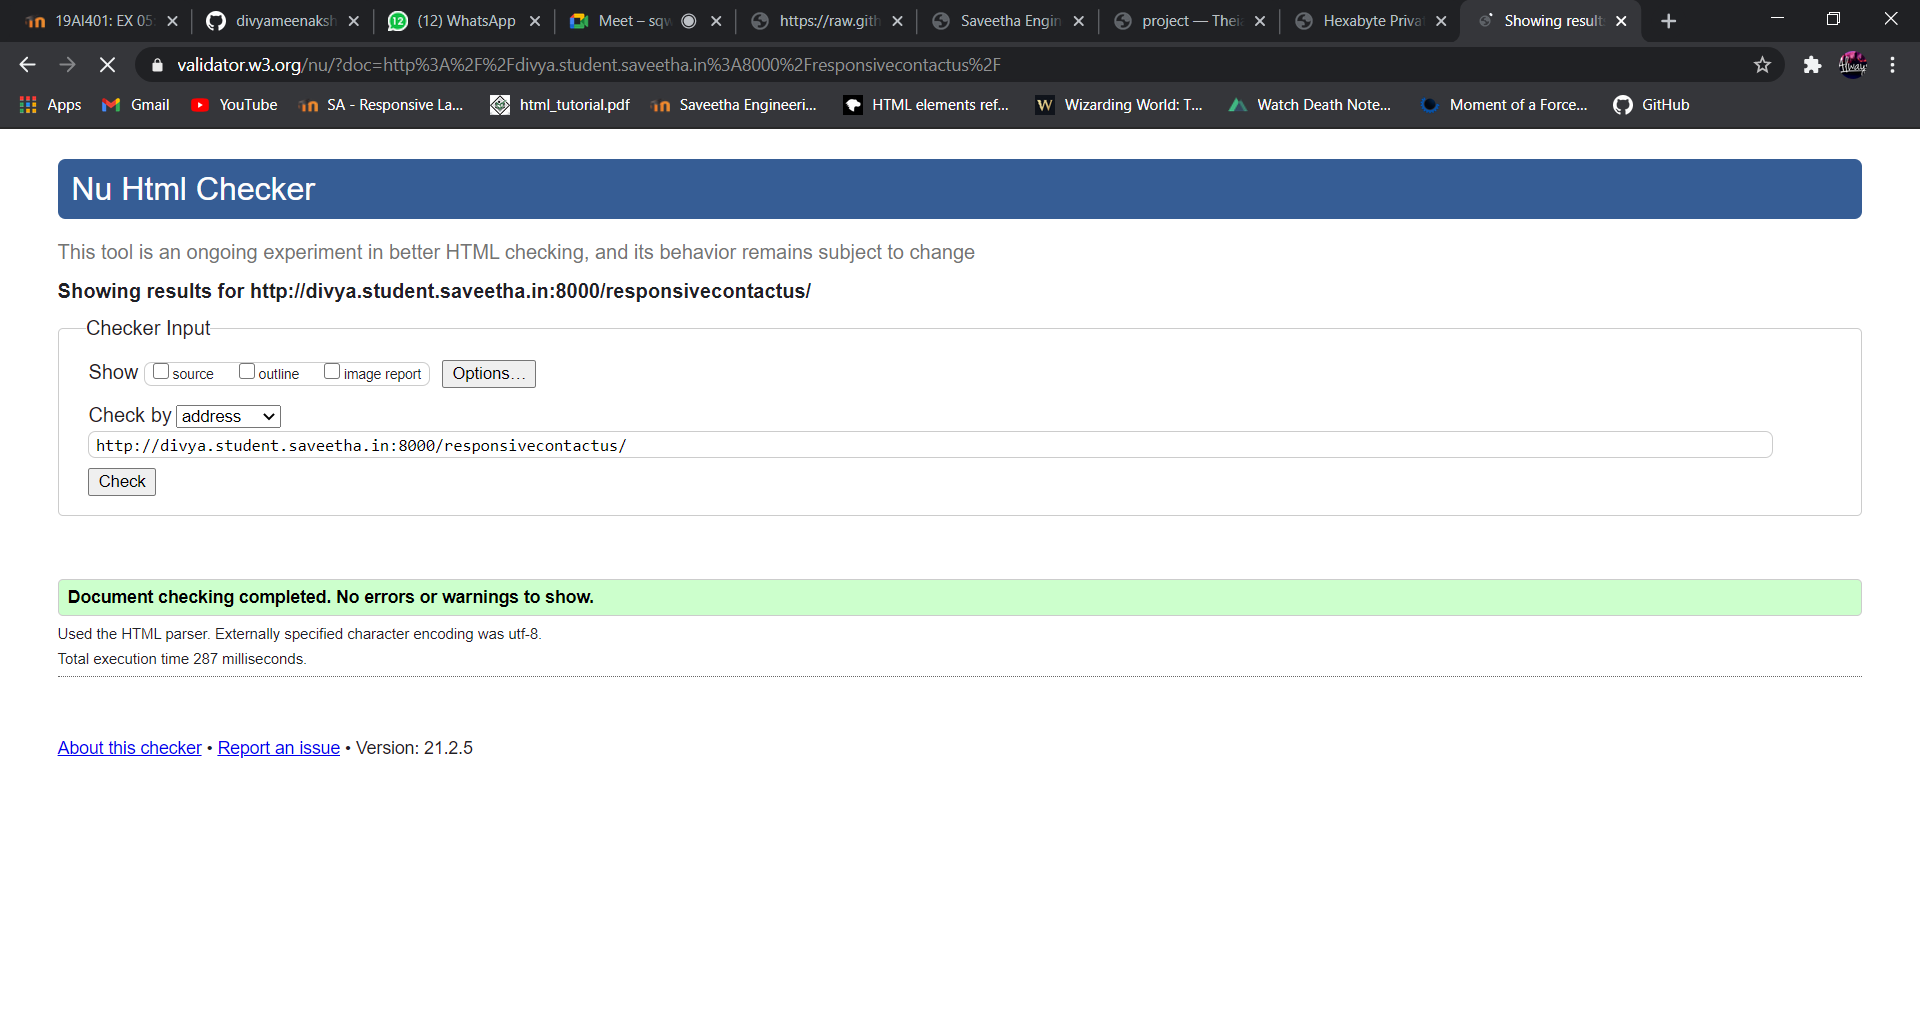 19AI401: EX 05:
divyameenaksh
(12) WhatsApp
Meet – sqw
https://raw.gith
Saveetha Engin
project — Theia
Hexabyte Privat
Showing result
validator.w3.org/nu/?doc=http%3A%2F%2Fdivya.student.saveetha.in%3A8000%2Fresponsivecontactus%2F
Apps
Gmail
YouTube
SA - Responsive La...
html_tutorial.pdf
Saveetha Engineeri...
HTML elements ref...
Wizarding World: T...
Watch Death Note...
Moment of a Force...
GitHub
Nu Html Checker
This tool is an ongoing experiment in better HTML checking, and its behavior remains subject to change
Showing results for http://divya.student.saveetha.in:8000/responsivecontactus/
Checker Input
Show source outline image report Options...
Check by address
http://divya.student.saveetha.in:8000/responsivecontactus/
Check
Document checking completed. No errors or warnings to show.
Used the HTML parser. Externally specified character encoding was utf-8.
Total execution time 287 milliseconds.
About this checker • Report an issue • Version: 21.2.5